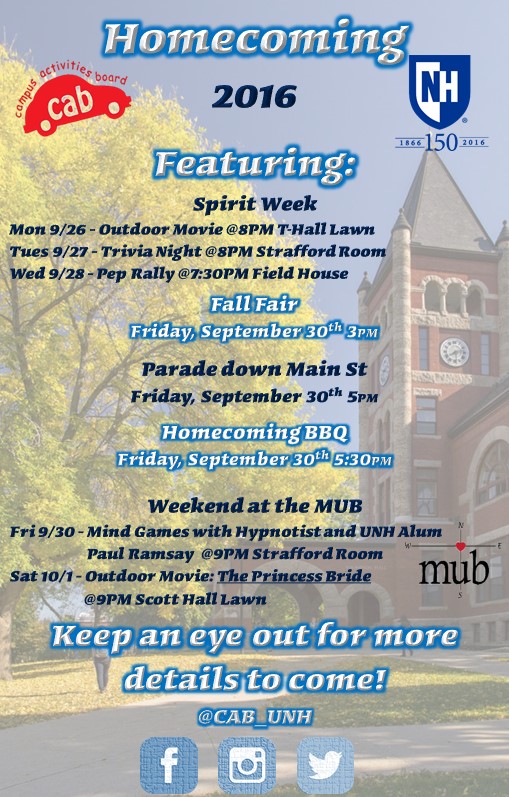 Homecoming
2016
campus activities board
cab
NH
1866 150 2016
Featuring:
Spirit Week
Mon 9/26 - Outdoor Movie @8PM T-Hall Lawn
Tues 9/27 - Trivia Night @8PM Strafford Room
Wed 9/28 - Pep Rally @7:30PM Field House
Fall Fair
Friday, September 30th 3PM
Parade down Main St
Friday, September 30th 5PM
Homecoming BBQ
Friday, September 30th 5:30PM
Weekend at the MUB
Fri 9/30 - Mind Games with Hypnotist and UNH Alum
Paul Ramsay @9PM Strafford Room
Sat 10/1 - Outdoor Movie: The Princess Bride
@9PM Scott Hall Lawn
N
W E
mub
S
Keep an eye out for more
details to come!
@CAB_UNH